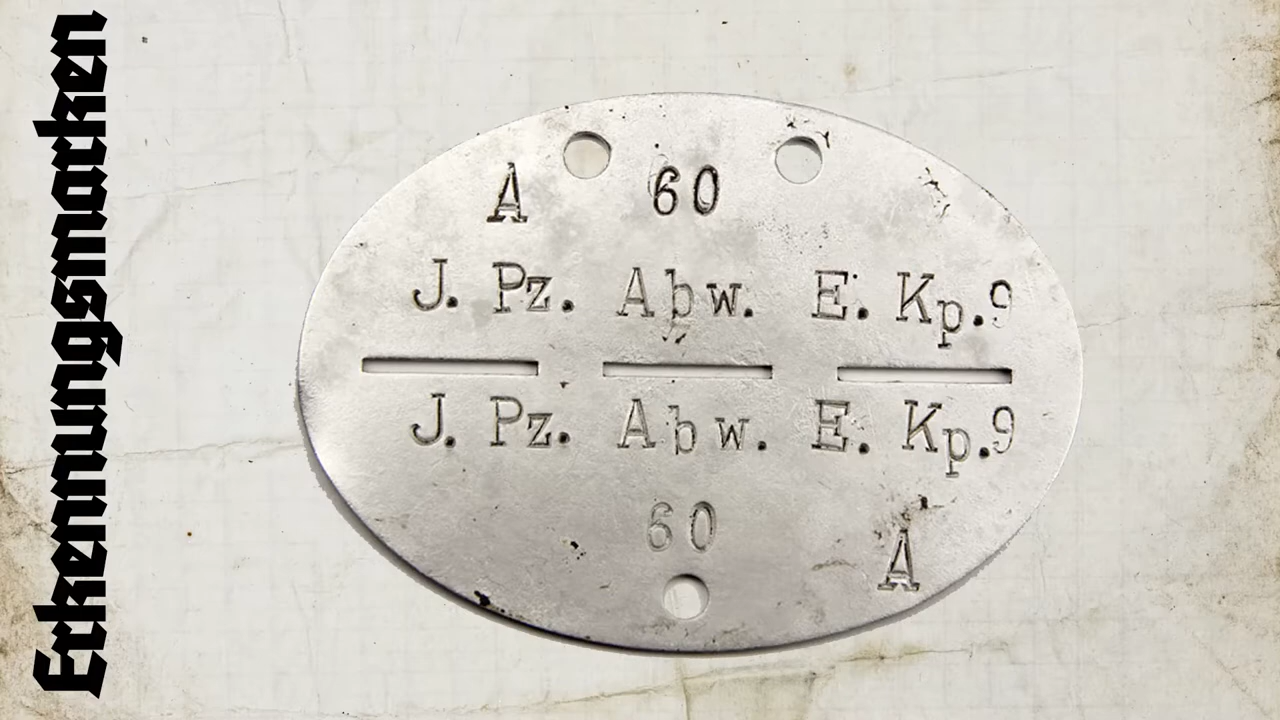 Erkennungsmarken
A 60
J. Pz. Abw. E. Kp.9
J. Pz. Abw. E. Kp.9
60
A